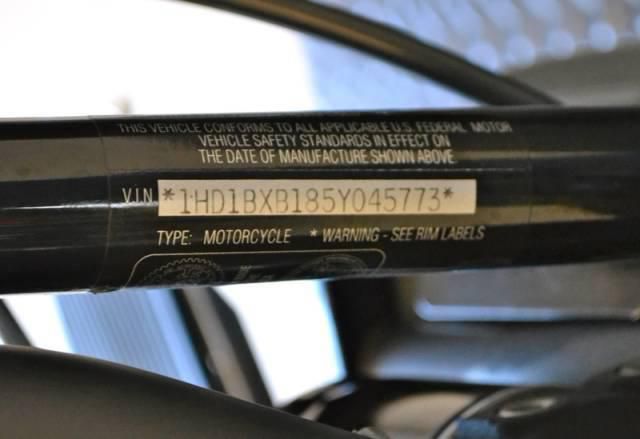 THIS VEHICLE CONFORMS TO ALL APPLICABLE U.S. FEDERAL MOTOR
VEHICLE SAFETY STANDARDS IN EFFECT ON
THE DATE OF MANUFACTURE SHOWN ABOVE.
VIN *1HD1BXB185Y045773*
TYPE: MOTORCYCLE * WARNING - SEE RIM LABELS